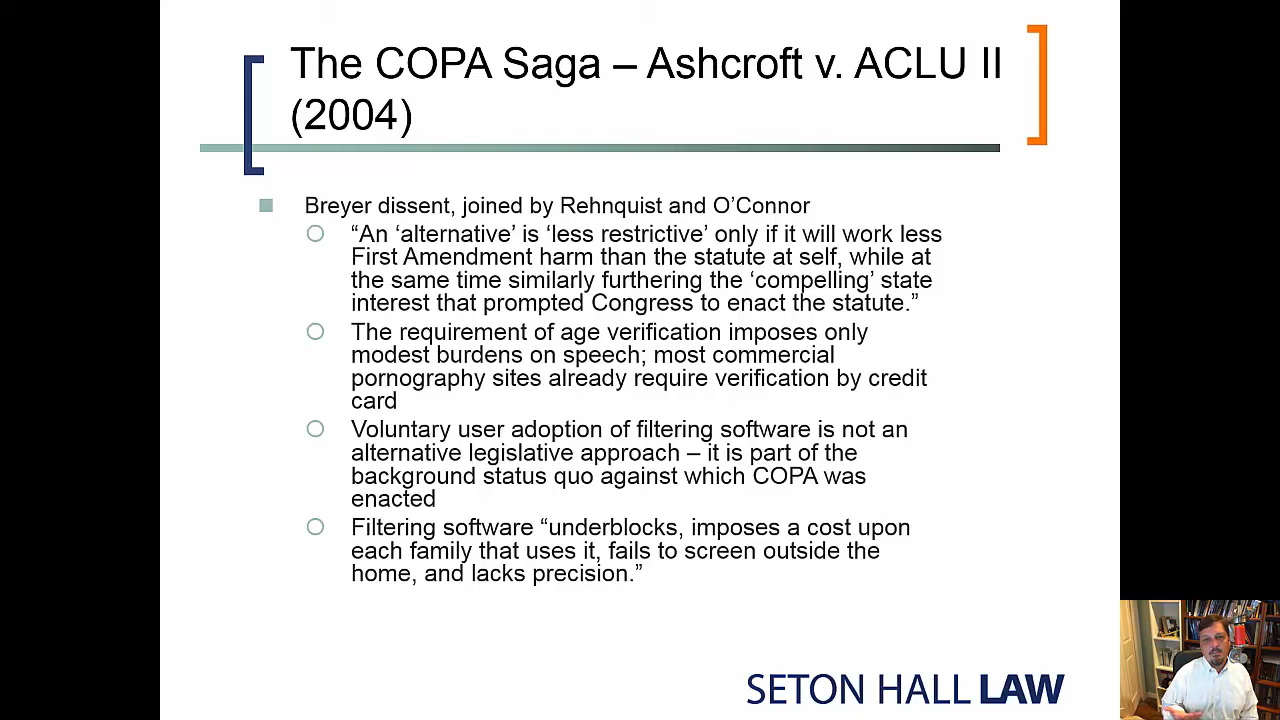 The COPA Saga – Ashcroft v. ACLU II
(2004)
Breyer dissent, joined by Rehnquist and O’Connor
“An ‘alternative’ is ‘less restrictive’ only if it will work less
First Amendment harm than the statute at self, while at
the same time similarly furthering the ‘compelling’ state
interest that prompted Congress to enact the statute.”
The requirement of age verification imposes only
modest burdens on speech; most commercial
pornography sites already require verification by credit
card
Voluntary user adoption of filtering software is not an
alternative legislative approach – it is part of the
background status quo against which COPA was
enacted
Filtering software “underblocks, imposes a cost upon
each family that uses it, fails to screen outside the
home, and lacks precision.”
SETON HALL LAW